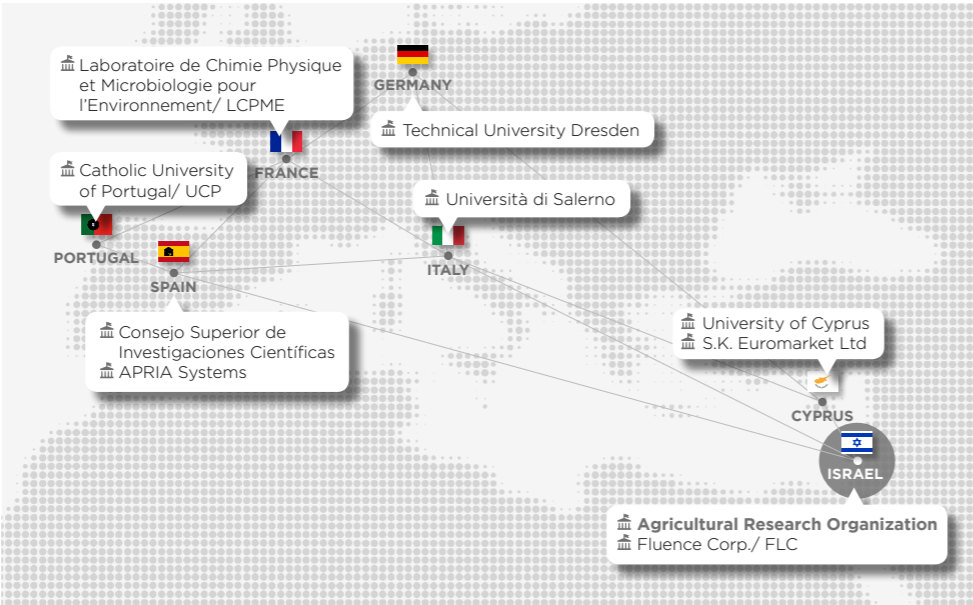 Laboratoire de Chimie Physique
et Microbiologie pour
l'Environnement/ LCPME
GERMANY
Technical University Dresden
FRANCE
Catholic University
of Portugal/ UCP
Università di Salerno
PORTUGAL
ITALY
SPAIN
Consejo Superior de
Investigaciones Científicas
APRIA Systems
University of Cyprus
S.K. Euromarket Ltd
CYPRUS
ISRAEL
Agricultural Research Organization
Fluence Corp./ FLC